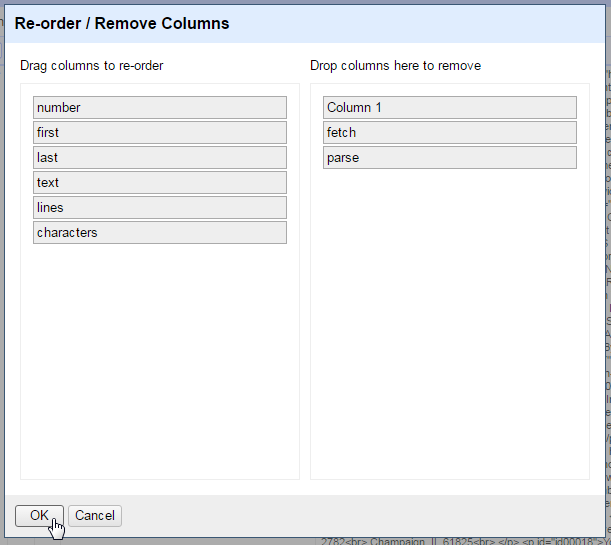 Re-order / Remove Columns
Drag columns to re-order
Drop columns here to remove
number
first
last
text
lines
characters
Column 1
fetch
parse
OK
Cancel
2782<br> Champaign, IL 61825<br> </p> <p id="id00018">